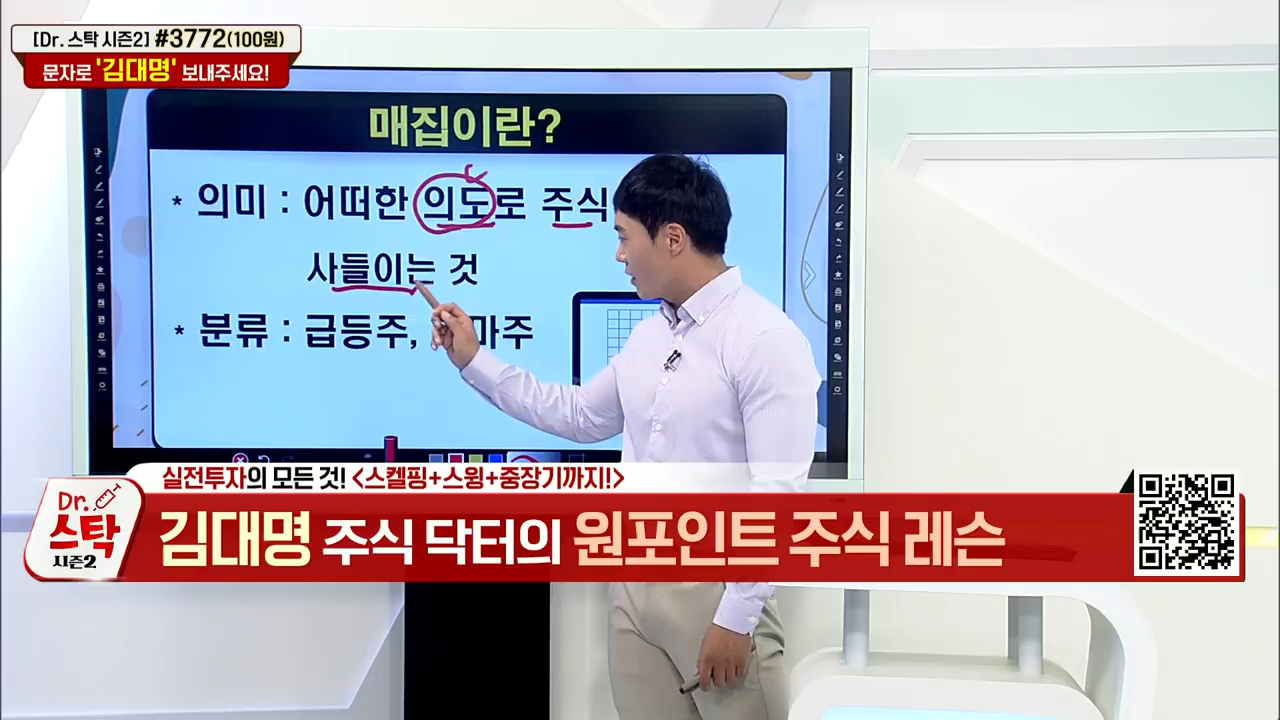 [Dr. 스탁 시즌2] #3772(100원)
문자로 '김대명' 보내주세요!
매집이란?
* 의미 : 어떠한 의도로 주식
사들이는 것
* 분류 : 급등주, 마주
실전투자의 모든 것! <스켈핑+스윙+중장기까지!>
Dr.
스탁
시즌2
김대명 주식 닥터의 원포인트 주식 레슨